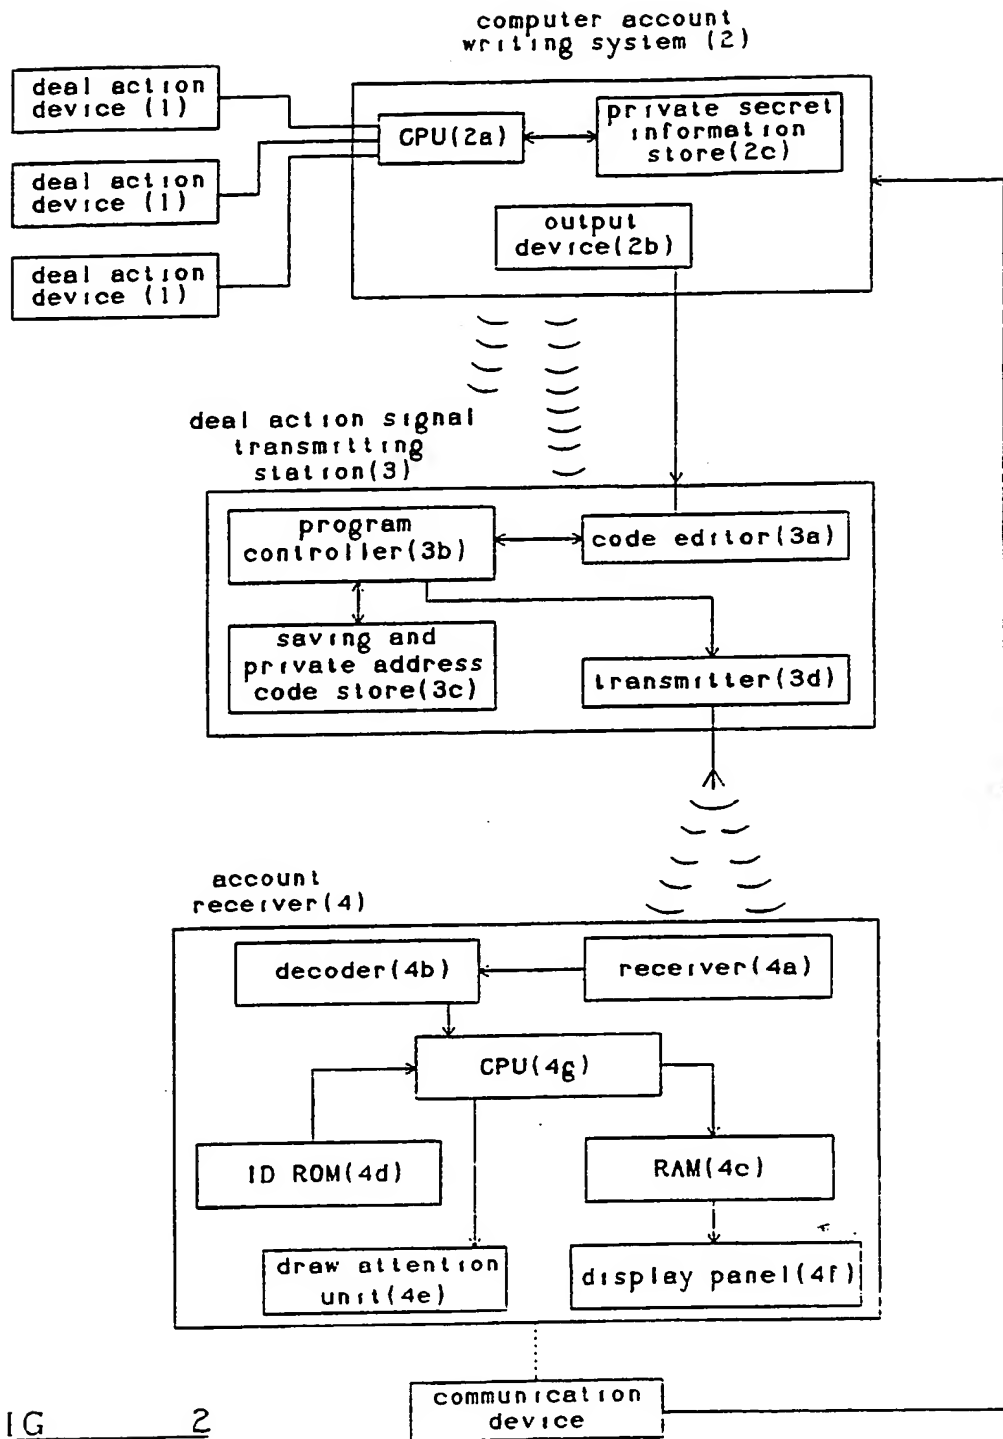 computer account
writing system (2)
deal action
device (1)
CPU(2a)
private secret
information
store(2c)
deal action
device (1)
output
device(2b)
deal action
device (1)
deal action signal
transmitting
station(3)
program
controller(3b)
code editor(3a)
saving and
private address
code store(3c)
transmitter(3d)
account
receiver(4)
decoder(4b)
receiver(4a)
CPU(4g)
ID ROM(4d)
RAM(4c)
draw attention
unit(4e)
display panel(4f)
communication
device
IG 2